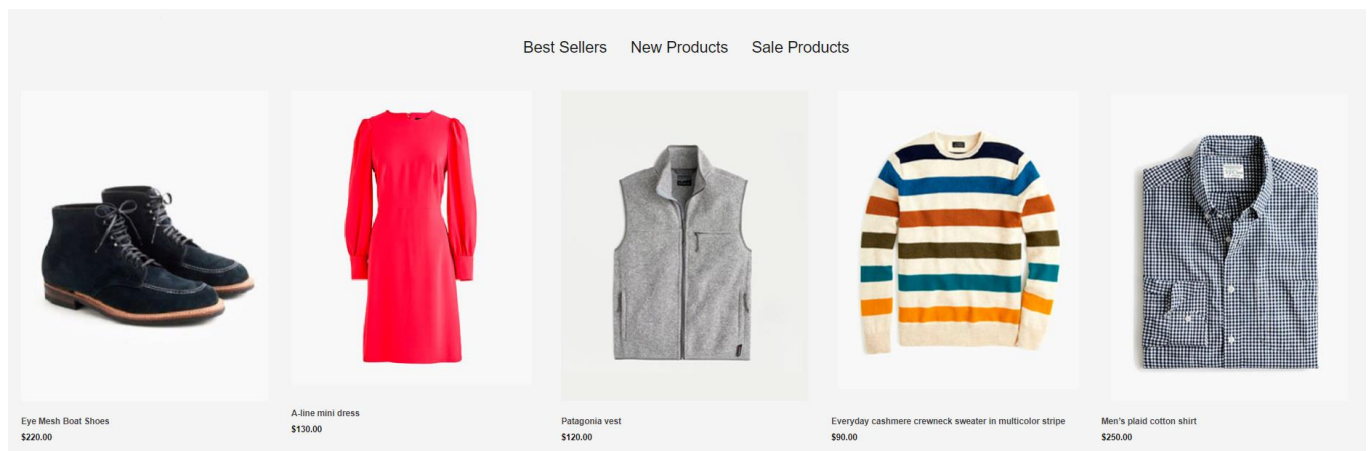 Best Sellers New Products Sale Products
Eye Mesh Boat Shoes
$220.00
A-line mini dress
$130.00
Patagonia vest
$120.00
Everyday cashmere crewneck sweater in multicolor stripe
$90.00
Men's plaid cotton shirt
$250.00